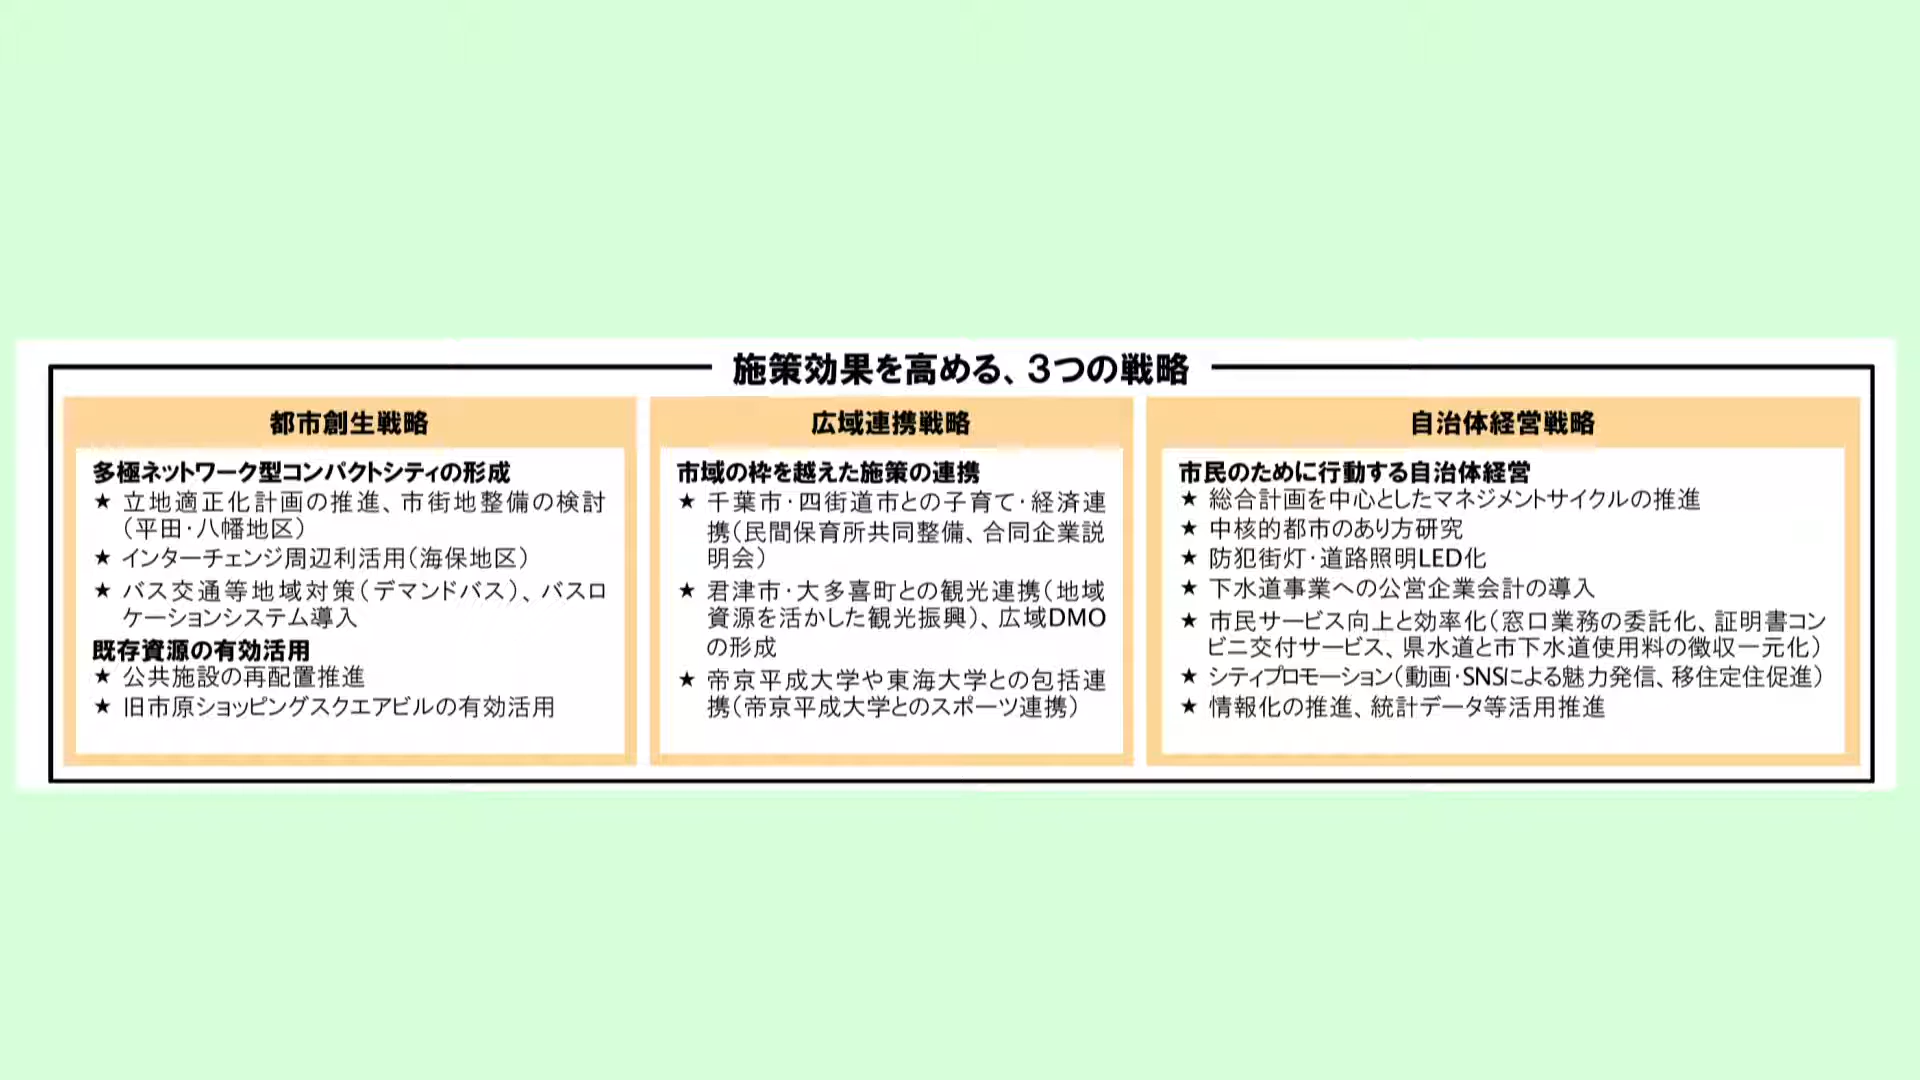 施策効果を高める、3つの戦略
都市創生戦略
多極ネットワーク型コンパクトシティの形成
★ 立地適正化計画の推進、市街地整備の検討
（平田・八幡地区）
★ インターチェンジ周辺利活用（海保地区）
★ バス交通等地域対策（デマンドバス）、バスロ
ケーションシステム導入
既存資源の有効活用
★ 公共施設の再配置推進
★ 旧市原ショッピングスクエアビルの有効活用
広域連携戦略
市域の枠を越えた施策の連携
★ 千葉市・四街道市との子育て・経済連
携（民間保育所共同整備、合同企業説
明会）
★ 君津市・大多喜町との観光連携（地域
資源を活かした観光振興）、広域DMO
の形成
★ 帝京平成大学や東海大学との包括連
携（帝京平成大学とのスポーツ連携）
自治体経営戦略
市民のために行動する自治体経営
★ 総合計画を中心としたマネジメントサイクルの推進
★ 中核的都市のあり方研究
★ 防犯街灯・道路照明LED化
★ 下水道事業への公営企業会計の導入
★ 市民サービス向上と効率化（窓口業務の委託化、証明書コン
ビニ交付サービス、県水道と市下水道使用料の徴収一元化）
★ シティプロモーション（動画・SNSによる魅力発信、移住定住促進）
★ 情報化の推進、統計データ等活用推進